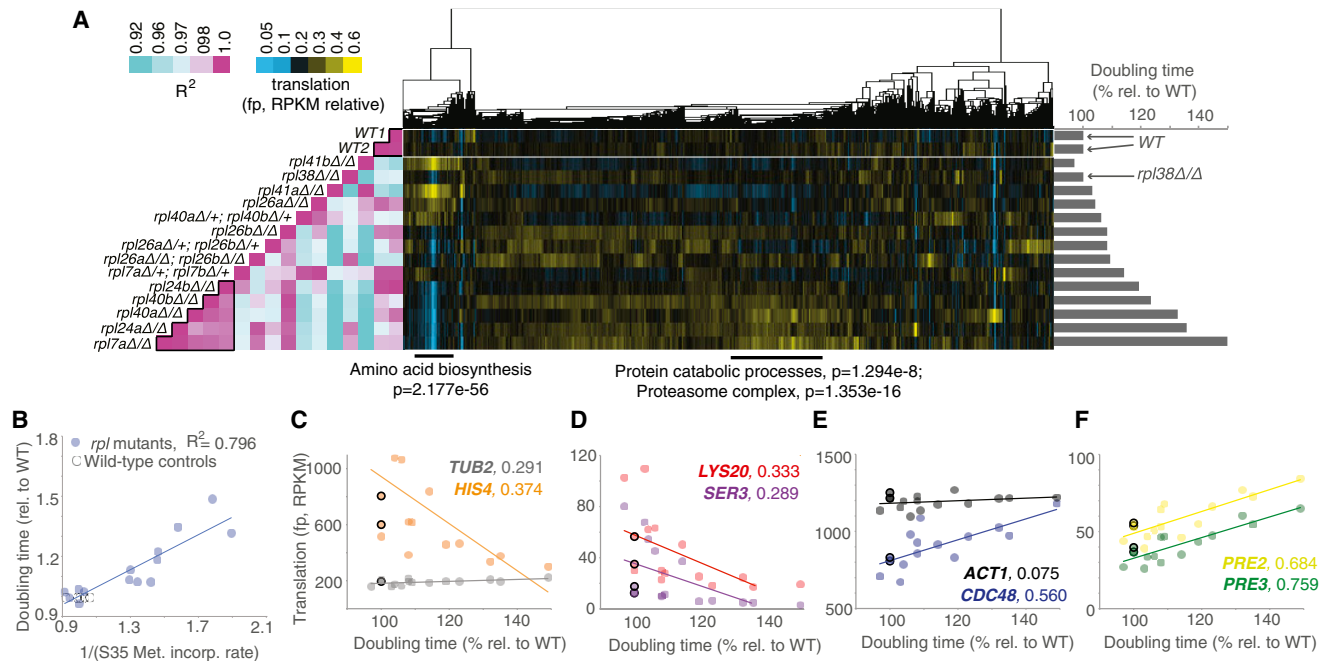 A
0.92
0.96
0.97
098
1.0
R2
0.05
0.1
0.2
0.3
0.4
0.6
translation
(fp, RPKM relative)
Doubling time
(% rel. to WT)
100
120
140
WT
rpl38Δ/Δ
WT1
WT2
rpl41bΔ/Δ
rpl38Δ/Δ
rpl41aΔ/Δ
rpl26aΔ/Δ
rpl40aΔ/+; rpl40bΔ/+
rpl26bΔ/Δ
rpl26aΔ/+; rpl26bΔ/+
rpl26aΔ/Δ; rpl26bΔ/Δ
rpl7aΔ/+; rpl7bΔ/+
rpl24bΔ/Δ
rpl40bΔ/Δ
rpl40aΔ/Δ
rpl24aΔ/Δ
rpl7aΔ/Δ
Amino acid biosynthesis
p=2.177e-56
Protein catabolic processes, p=1.294e-8;
Proteasome complex, p=1.353e-16
B
Doubling time (rel. to WT)
1.8
1.5
1.2
0.9
rpl mutants, R2= 0.796
Wild-type controls
0.9
1.3
1.7
2.1
1/(S35 Met. incorp. rate)
C
Translation (fp, RPKM)
1000
600
200
TUB2, 0.291
HIS4, 0.374
100
120
140
Doubling time (% rel. to WT)
D
120
80
40
0
LYS20, 0.333
SER3, 0.289
100
120
140
Doubling time (% rel. to WT)
E
1500
1000
500
ACT1, 0.075
CDC48, 0.560
100
120
140
Doubling time (% rel. to WT)
F
100
50
0
PRE2, 0.684
PRE3, 0.759
100
120
140
Doubling time (% rel. to WT)